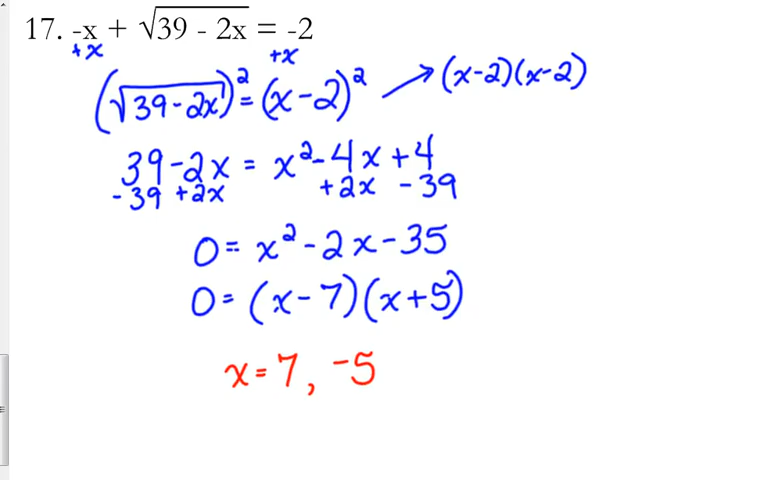 17. -x + √39 - 2x = -2
+x +x
(√39-2x)² = (x-2)² → (x-2)(x-2)
39-2x = x²-4x+4
-39 +2x +2x -39
0 = x²-2x-35
0 = (x-7)(x+5)
x=7, -5